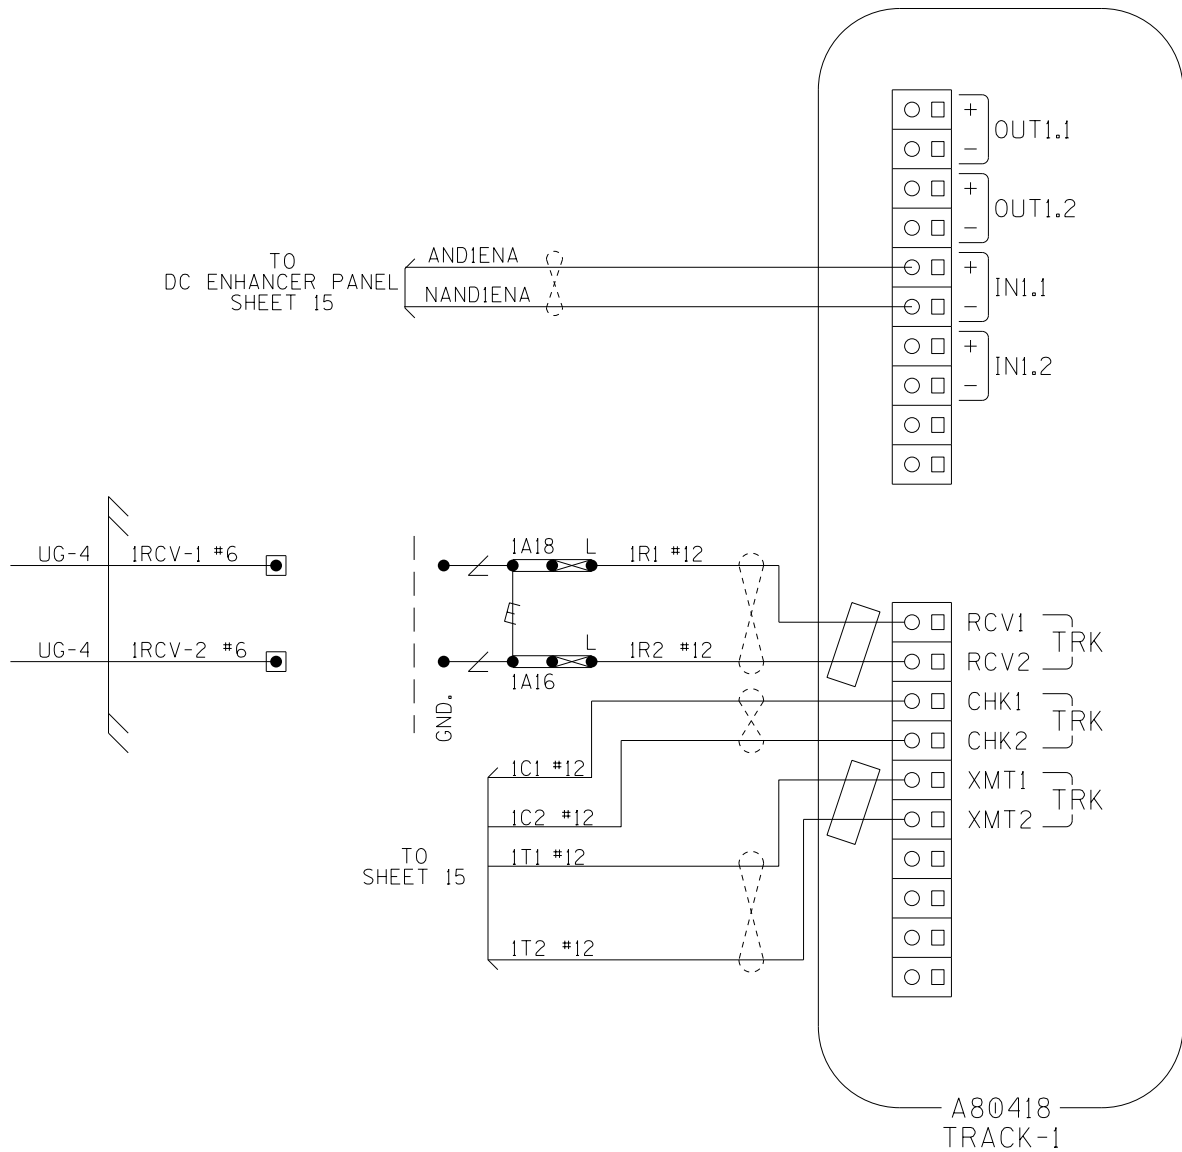 +
OUT1.1
-
+
OUT1.2
-
TO
DC ENHANCER PANEL
SHEET 15
AND1ENA
NAND1ENA
+
IN1.1
-
+
IN1.2
-
UG-4
1RCV-1 #6
1A18
L
1R1 #12
E
UG-4
1RCV-2 #6
L
1R2 #12
1A16
GND.
RCV1
RCV2
TRK
CHK1
CHK2
TRK
XMT1
XMT2
TRK
1C1 #12
1C2 #12
TO
SHEET 15
1T1 #12
1T2 #12
A80418
TRACK-1